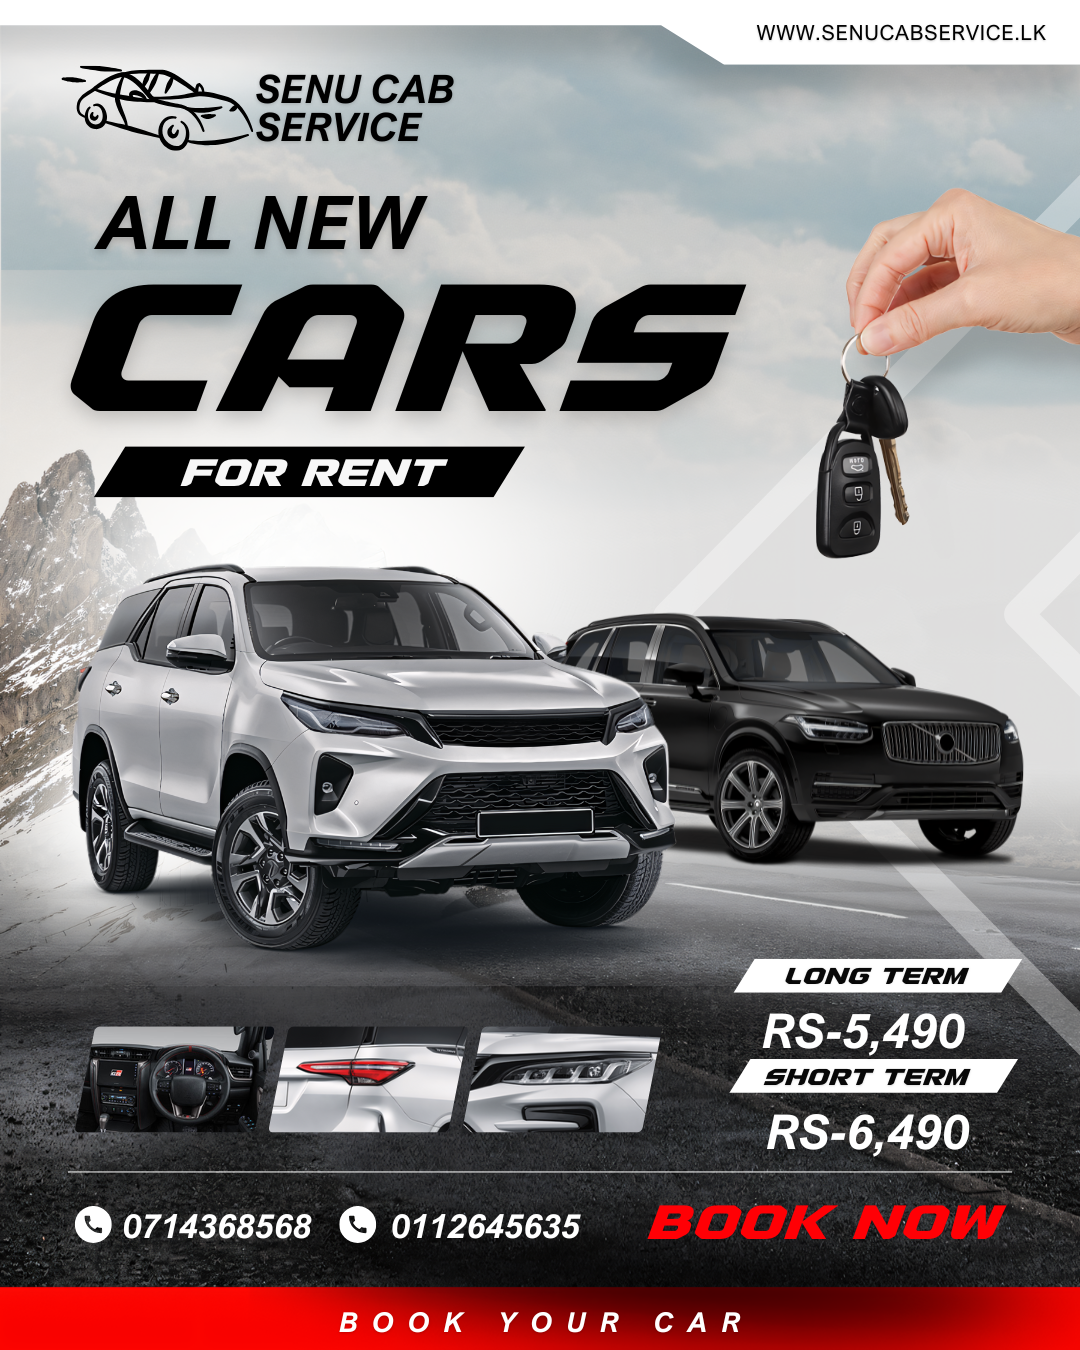 WWW.SENUCABSERVICE.LK
SENU CAB
SERVICE
ALL NEW
CARS
FOR RENT
LONG TERM
RS-5,490
SHORT TERM
RS-6,490
0714368568
0112645635
BOOK NOW
BOOK YOUR CAR